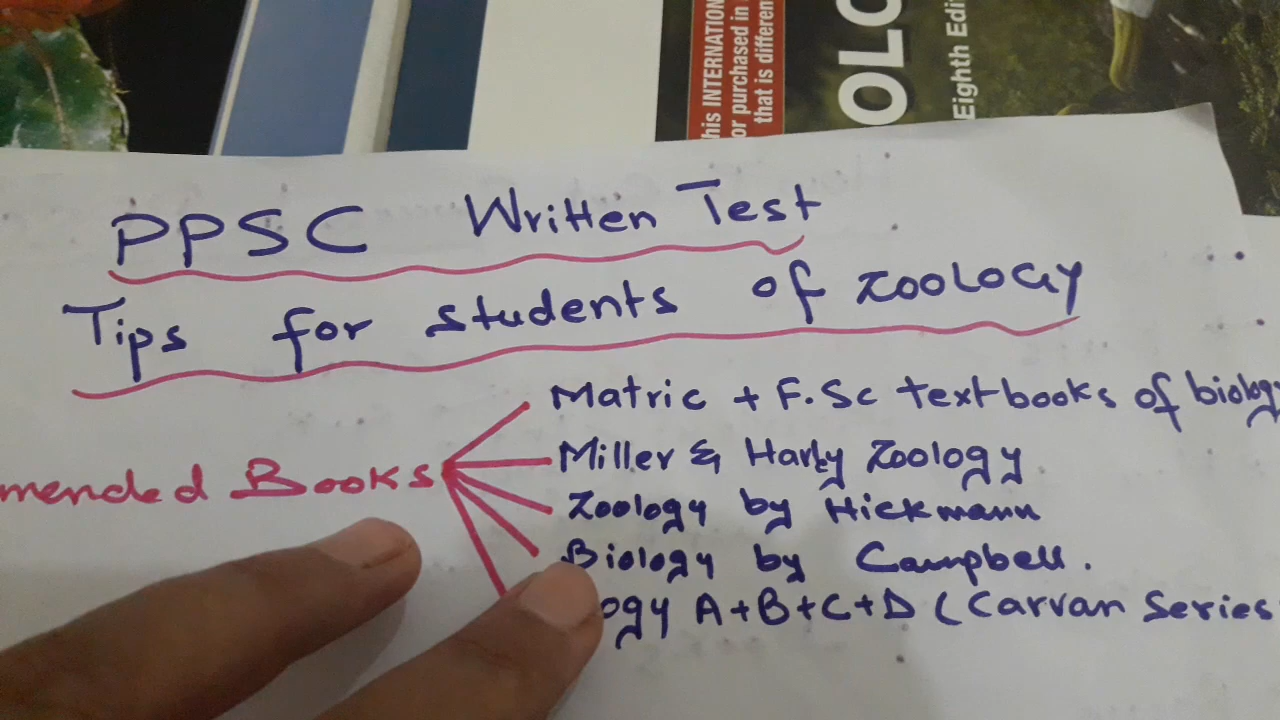 his INTERNATION
or purchased in
that is differen
OLO
Eighth Edi
PPSC Written Test
Tips for students of zooLoGy
mended Books
Matric + F.Sc textbooks of biology
Miller & Harly Zoology
Zoology by Hickmann
Biology by Campbell.
ogy A+B+C+D (Carvan Series